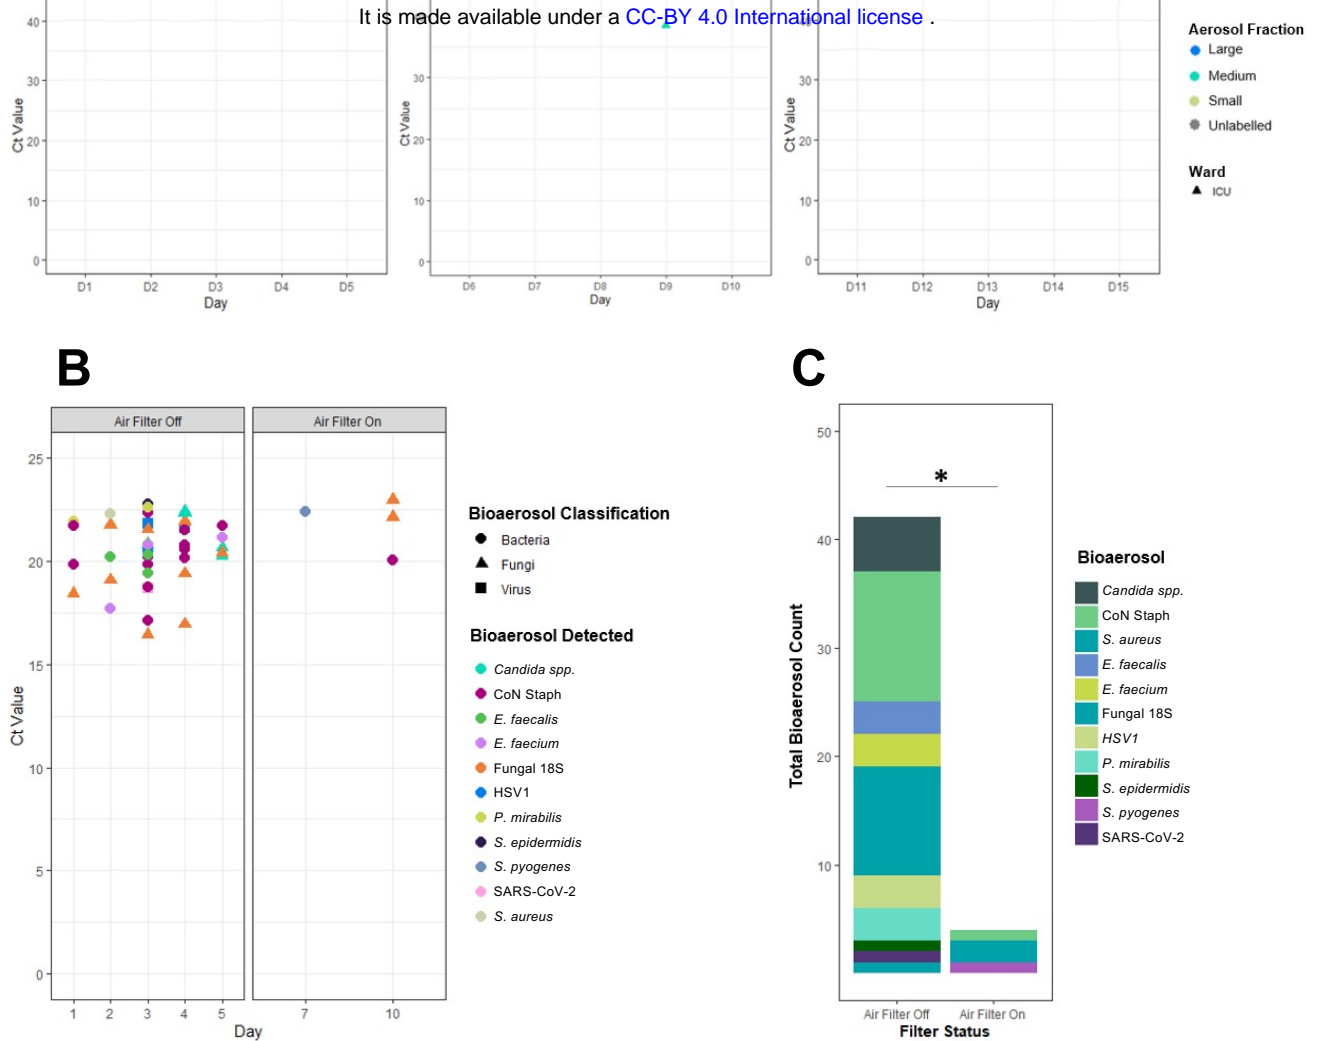 It is made available under a CC-BY 4.0 International license .
40
30
20
10
0
Ct Value
D1 D2 D3 D4 D5
Day
30
20
10
0
Ct Value
D6 D7 D8 D9 D10
Day
30
20
10
0
Ct Value
D11 D12 D13 D14 D15
Day
Aerosol Fraction
Large
Medium
Small
Unlabelled
Ward
ICU
B
Air Filter Off
Air Filter On
25
20
15
10
5
0
Ct Value
1 2 3 4 5
7 10
Day
Bioaerosol Classification
Bacteria
Fungi
Virus
Bioaerosol Detected
Candida spp.
CoN Staph
E. faecalis
E. faecium
Fungal 18S
HSV1
P. mirabilis
S. epidermidis
S. pyogenes
SARS-CoV-2
S. aureus
C
50
40
30
20
10
Total Bioaerosol Count
*
Air Filter Off
Air Filter On
Filter Status
Bioaerosol
Candida spp.
CoN Staph
S. aureus
E. faecalis
E. faecium
Fungal 18S
HSV1
P. mirabilis
S. epidermidis
S. pyogenes
SARS-CoV-2